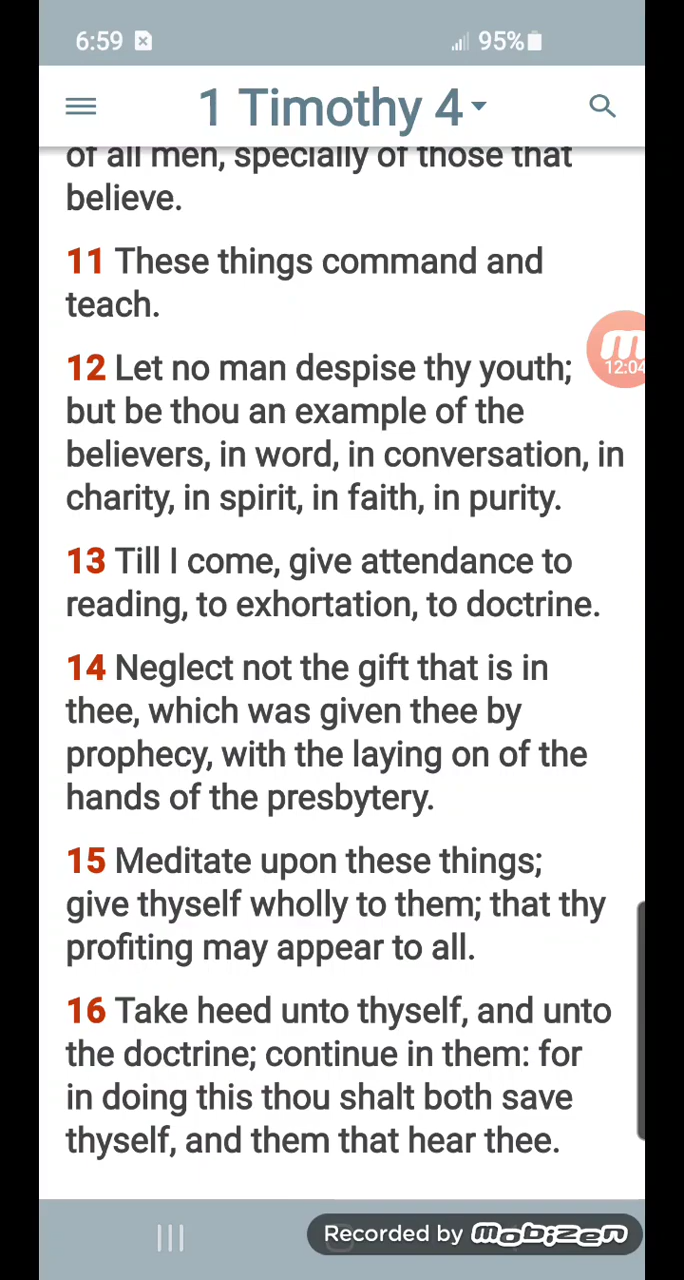 6:59 95%
1 Timothy 4
of all men, specially of those that
believe.
11 These things command and
teach.
12 Let no man despise thy youth;
but be thou an example of the
believers, in word, in conversation, in
charity, in spirit, in faith, in purity.
12:04
13 Till I come, give attendance to
reading, to exhortation, to doctrine.
14 Neglect not the gift that is in
thee, which was given thee by
prophecy, with the laying on of the
hands of the presbytery.
15 Meditate upon these things;
give thyself wholly to them; that thy
profiting may appear to all.
16 Take heed unto thyself, and unto
the doctrine; continue in them: for
in doing this thou shalt both save
thyself, and them that hear thee.
Recorded by mobizen